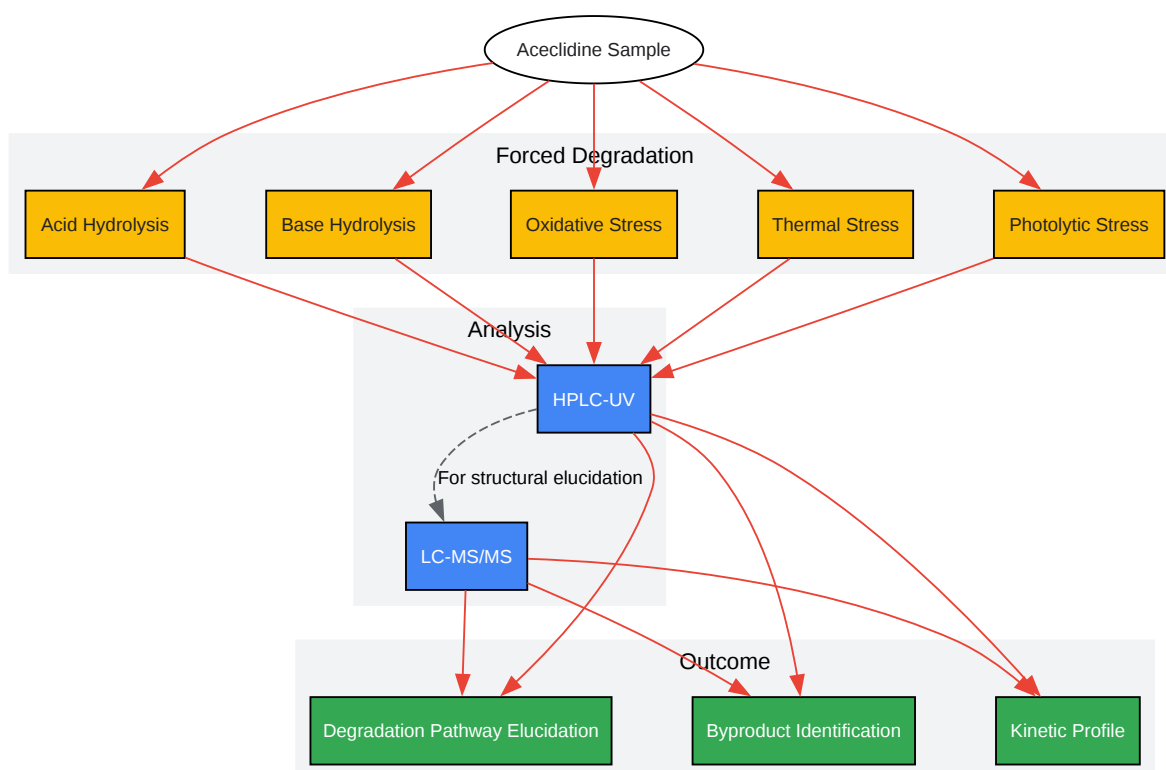 Aceclidine Sample
Forced Degradation
Acid Hydrolysis
Base Hydrolysis
Oxidative Stress
Thermal Stress
Photolytic Stress
Analysis
HPLC-UV
For structural elucidation
LC-MS/MS
Outcome
Degradation Pathway Elucidation
Byproduct Identification
Kinetic Profile